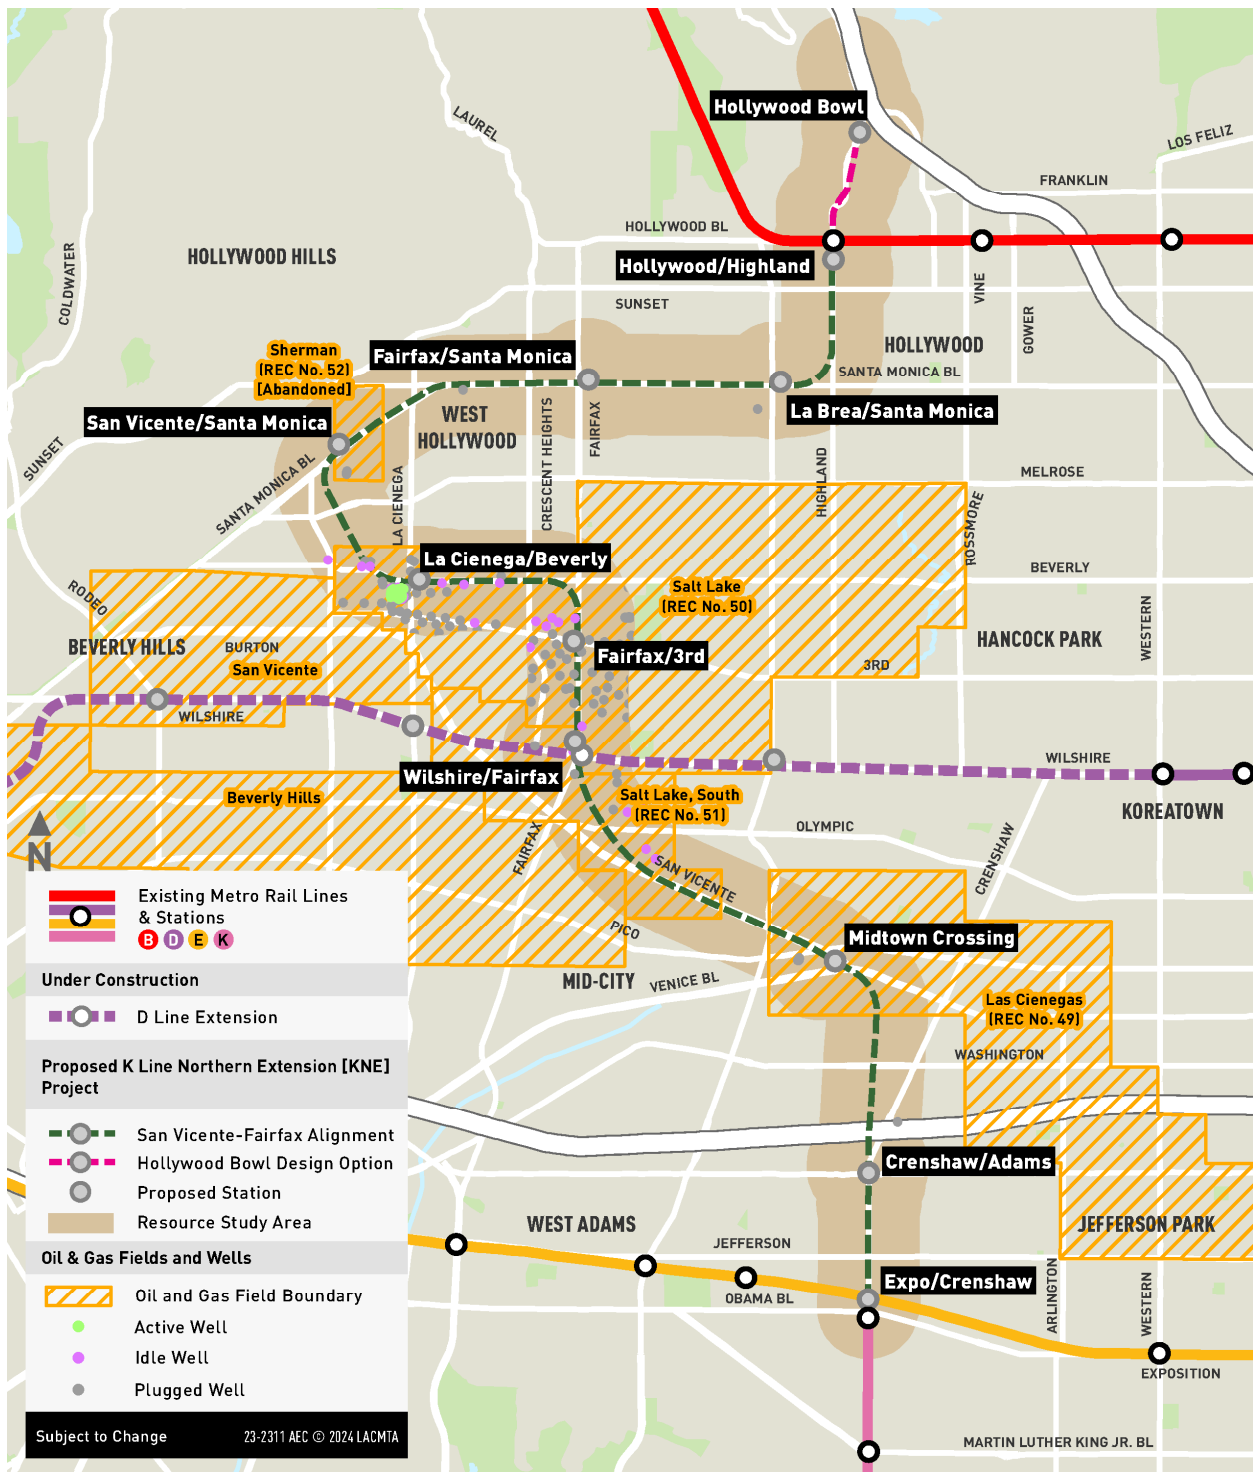 Hollywood Bowl
LAUREL
LOS FELIZ
FRANKLIN
HOLLYWOOD BL
HOLLYWOOD HILLS
COLDWATER
Hollywood/Highland
VINE
SUNSET
GOWER
HOLLYWOOD
Sherman
(REC No. 52)
[Abandoned]
Fairfax/Santa Monica
SANTA MONICA BL
San Vicente/Santa Monica
WEST
HOLLYWOOD
La Brea/Santa Monica
CRESCENT HEIGHTS
FAIRFAX
SUNSET
SANTA MONICA BL
LA CIENEGA
HIGHLAND
MELROSE
ROSSMORE
La Cienega/Beverly
BEVERLY
Salt Lake
(REC No. 50)
RODEO
WESTERN
BEVERLY HILLS
BURTON
San Vicente
HANCOCK PARK
Fairfax/3rd
3RD
WILSHIRE
WILSHIRE
Wilshire/Fairfax
Beverly Hills
Salt Lake, South
(REC No. 51)
KOREATOWN
OLYMPIC
N
FAIRFAX
CRENSHAW
SAN VICENTE
PICO
Midtown Crossing
MID-CITY
VENICE BL
Las Cienegas
(REC No. 49)
WASHINGTON
Crenshaw/Adams
WEST ADAMS
JEFFERSON PARK
JEFFERSON
Expo/Crenshaw
OBAMA BL
ARLINGTON
WESTERN
EXPOSITION
MARTIN LUTHER KING JR. BL
Existing Metro Rail Lines
& Stations
B D E K
Under Construction
D Line Extension
Proposed K Line Northern Extension [KNE]
Project
San Vicente-Fairfax Alignment
Hollywood Bowl Design Option
Proposed Station
Resource Study Area
Oil & Gas Fields and Wells
Oil and Gas Field Boundary
Active Well
Idle Well
Plugged Well
Subject to Change
23-2311 AEC © 2024 LACMTA